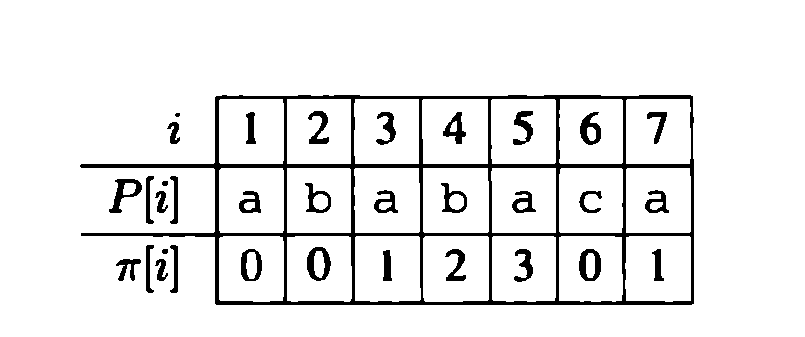 i 1 2 3 4 5 6 7
P[i] a b a b a c a
π[i] 0 0 1 2 3 0 1